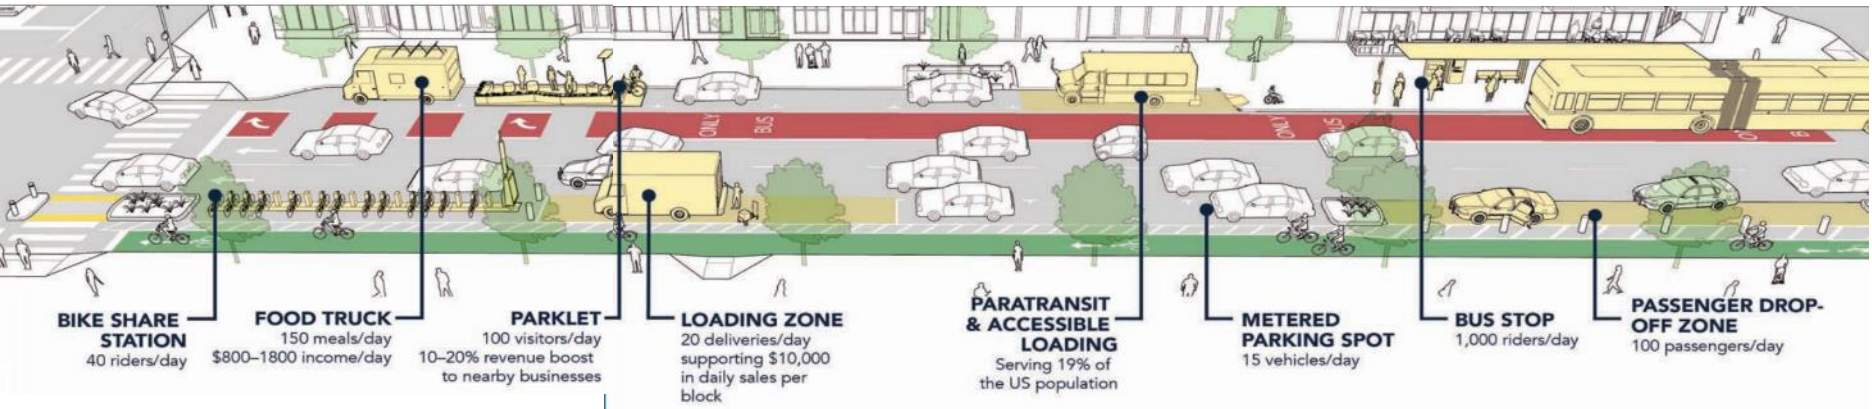 ONLY
BUS
ONLY
BUS
BIKE SHARE
STATION
40 riders/day
FOOD TRUCK
150 meals/day
$800–1800 income/day
PARKLET
100 visitors/day
10–20% revenue boost
to nearby businesses
LOADING ZONE
20 deliveries/day
supporting $10,000
in daily sales per
block
PARATRANSIT
& ACCESSIBLE
LOADING
Serving 19% of
the US population
METERED
PARKING SPOT
15 vehicles/day
BUS STOP
1,000 riders/day
PASSENGER DROP-
OFF ZONE
100 passengers/day